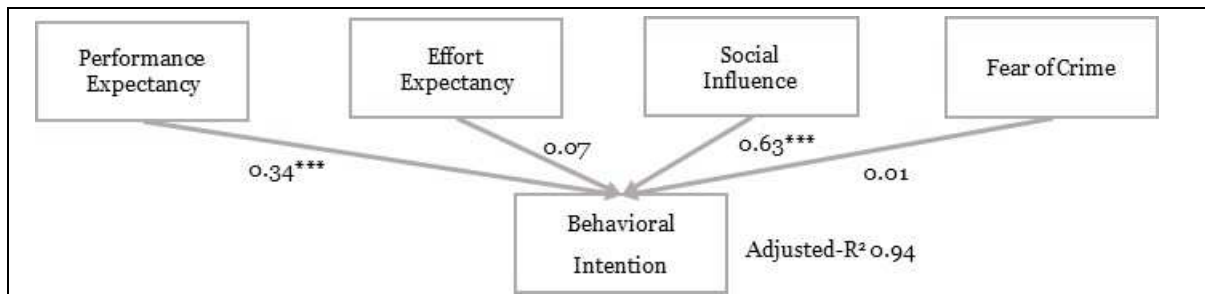 Performance
Expectancy
Effort
Expectancy
Social
Influence
Fear of Crime
0.34***
0.07
0.63***
0.01
Behavioral
Intention
Adjusted-R² 0.94